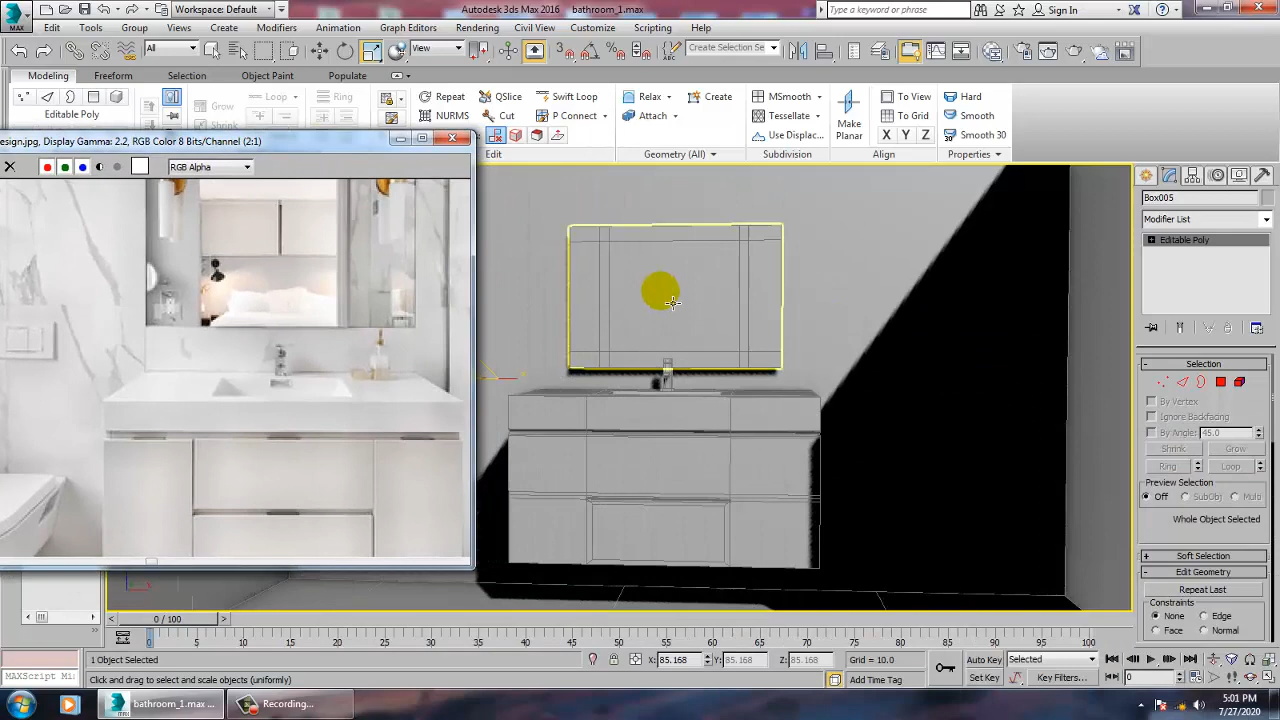 MAX
Workspace: Default
Autodesk 3ds Max 2016
bathroom_1.max
Type a keyword or phrase
Sign In
Edit
Tools
Group
Views
Create
Modifiers
Animation
Graph Editors
Rendering
Civil View
Customize
Scripting
Help
All
View
Create Selection Se
Modeling
Freeform
Selection
Object Paint
Populate
Editable Poly
Grow
Shrink
Loop
Ring
Repeat
QSlice
Swift Loop
NURMS
Cut
P Connect
Edit
Relax
Create
Attach
Geometry (All)
Make
Planar
MSmooth
Tessellate
Use Displac...
Subdivision
To View
To Grid
X Y Z
Align
Hard
Smooth
Smooth 30
Properties
esign.jpg, Display Gamma: 2.2, RGB Color 8 Bits/Channel (2:1)
RGB Alpha
Box005
Modifier List
Editable Poly
Selection
By Vertex
Ignore Backfacing
By Angle: 45.0
Shrink
Grow
Ring
Loop
Preview Selection
Off
SubObj
Whole Object Selected
Soft Selection
Edit Geometry
Repeat Last
Constraints
None
Edge
Face
Normal
0 / 100
0 5 10 15 20 25 30 35 40 45 50 55 60 65 70 75 80 85 90 95 100
1 Object Selected
X: 85.168
Y: 85.168
Z: 85.168
Grid = 10.0
Auto Key
Selected
MAXScript Mi
Click and drag to select and scale objects (uniformly)
Add Time Tag
Set Key
Key Filters...
0
bathroom_1.max ...
Recording...
5:01 PM
7/27/2020